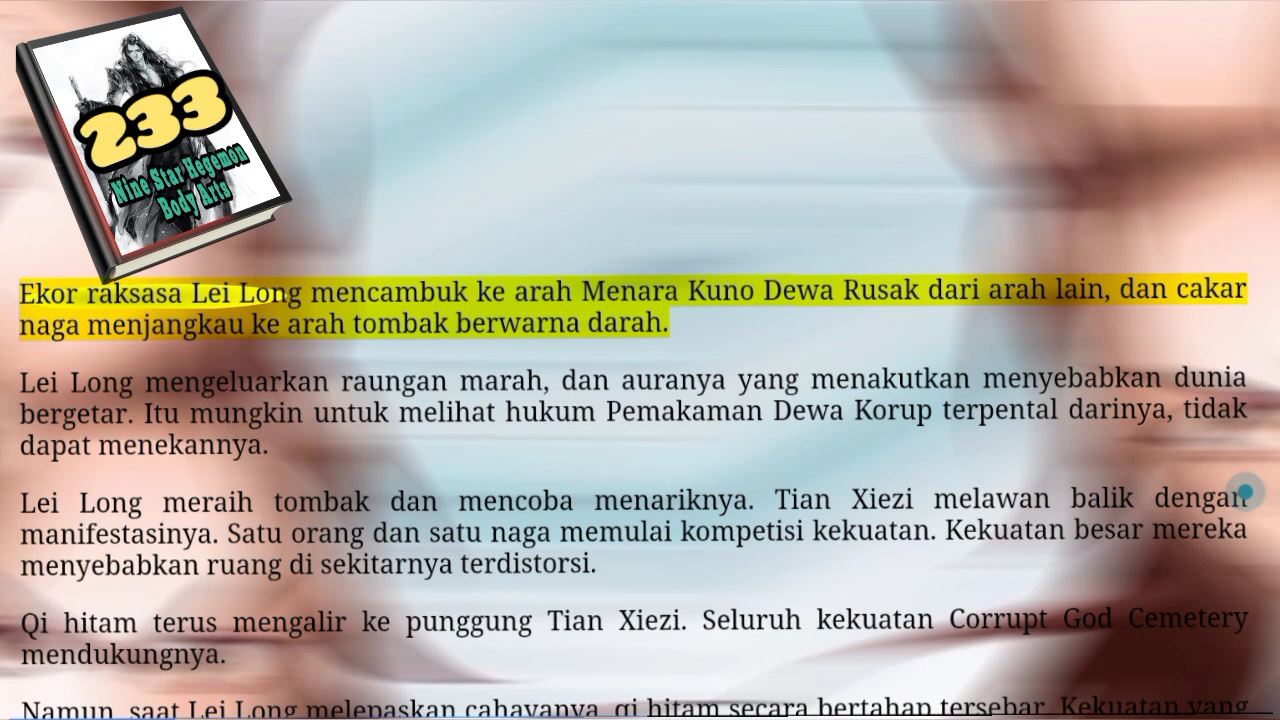 233
Nine Star Hegemon
Body Arts
Ekor raksasa Lei Long mencambuk ke arah Menara Kuno Dewa Rusak dari arah lain, dan cakar
naga menjangkau ke arah tombak berwarna darah.
Lei Long mengeluarkan raungan marah, dan auranya yang menakutkan menyebabkan dunia
bergetar. Itu mungkin untuk melihat hukum Pemakaman Dewa Korup terpental darinya, tidak
dapat menekannya.
Lei Long meraih tombak dan mencoba menariknya. Tian Xiezi melawan balik dengan
manifestasinya. Satu orang dan satu naga memulai kompetisi kekuatan. Kekuatan besar mereka
menyebabkan ruang di sekitarnya terdistorsi.
Qi hitam terus mengalir ke punggung Tian Xiezi. Seluruh kekuatan Corrupt God Cemetery
mendukungnya.
Namun, saat Lei Long melepaskan cahayanya, qi hitam secara bertahan tersebar. Kekuatan yang